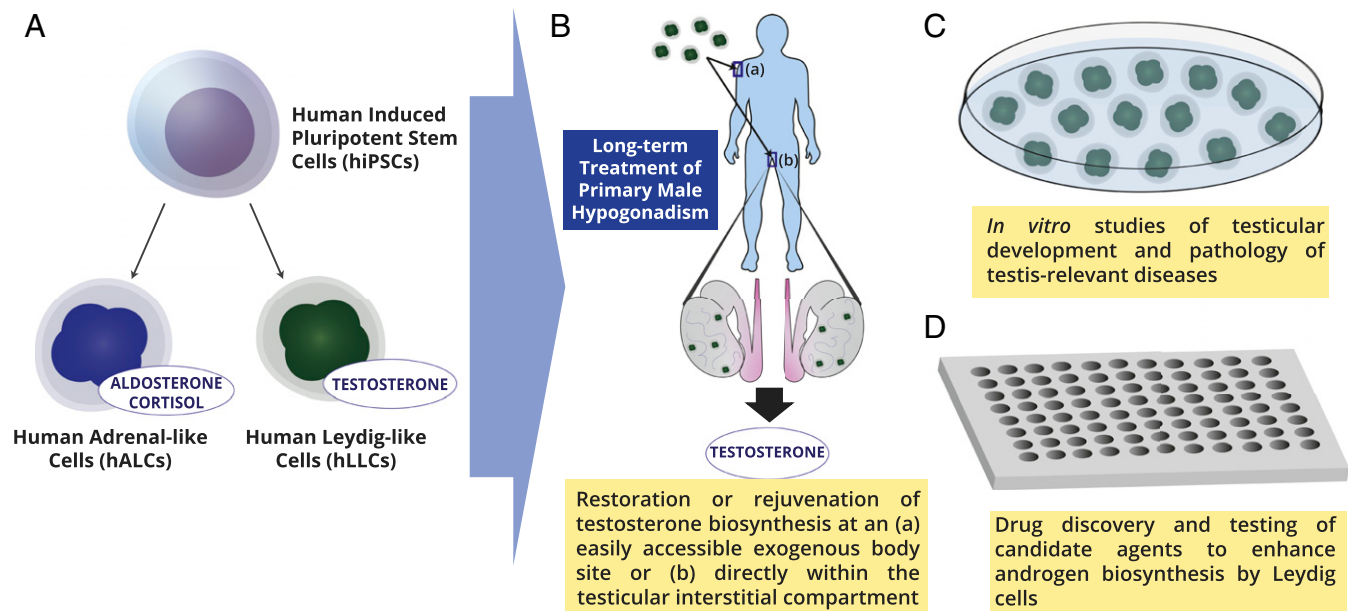 A
Human Induced
Pluripotent Stem
Cells (hiPSCs)
ALDOSTERONE
CORTISOL
TESTOSTERONE
Human Adrenal-like
Cells (hALCs)
Human Leydig-like
Cells (hLLCs)
B
(a)
Long-term
Treatment of
Primary Male
Hypogonadism
(b)
TESTOSTERONE
Restoration or rejuvenation of
testosterone biosynthesis at an (a)
easily accessible exogenous body
site or (b) directly within the
testicular interstitial compartment
C
In vitro studies of testicular
development and pathology of
testis-relevant diseases
D
Drug discovery and testing of
candidate agents to enhance
androgen biosynthesis by Leydig
cells